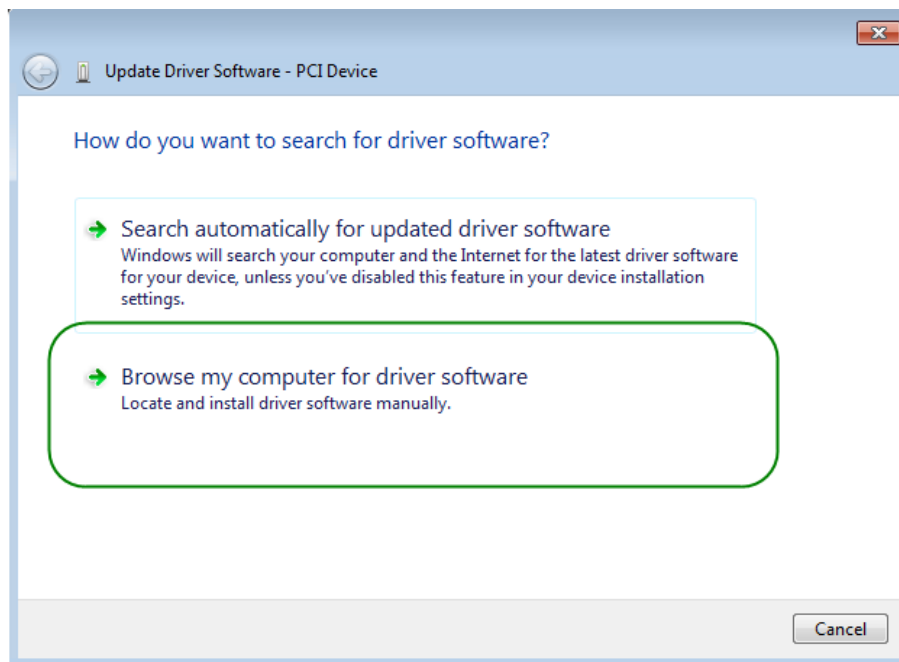 Update Driver Software - PCI Device
How do you want to search for driver software?
Search automatically for updated driver software
Windows will search your computer and the Internet for the latest driver software
for your device, unless you've disabled this feature in your device installation
settings.
Browse my computer for driver software
Locate and install driver software manually.
Cancel